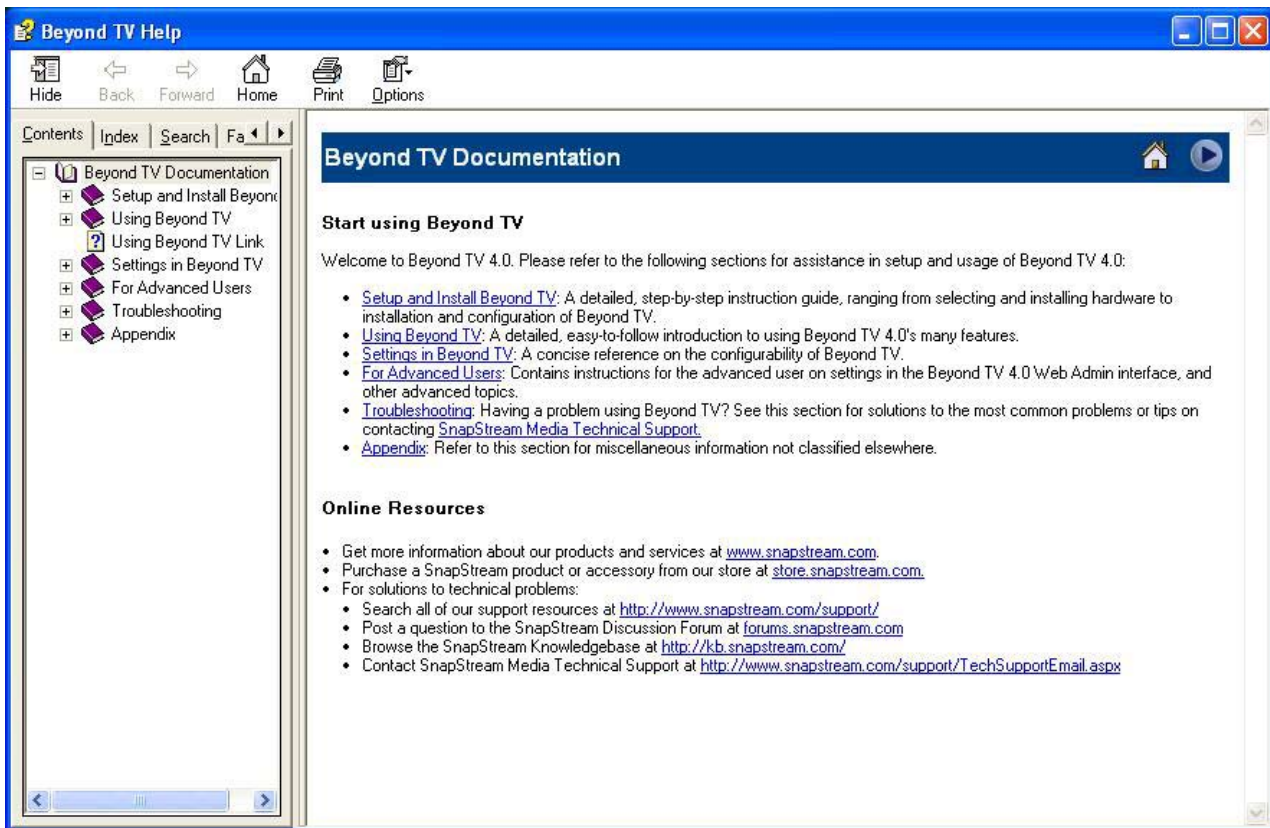 Beyond TV Help
Hide Back Forward Home Print Options
Contents Index Search Fa
Beyond TV Documentation
Setup and Install Beyon
Using Beyond TV
Using Beyond TV Link
Settings in Beyond TV
For Advanced Users
Troubleshooting
Appendix
Beyond TV Documentation
Start using Beyond TV
Welcome to Beyond TV 4.0. Please refer to the following sections for assistance in setup and usage of Beyond TV 4.0:
• Setup and Install Beyond TV: A detailed, step-by-step instruction guide, ranging from selecting and installing hardware to
installation and configuration of Beyond TV.
• Using Beyond TV: A detailed, easy-to-follow introduction to using Beyond TV 4.0's many features.
• Settings in Beyond TV: A concise reference on the configurability of Beyond TV.
• For Advanced Users: Contains instructions for the advanced user on settings in the Beyond TV 4.0 Web Admin interface, and
other advanced topics.
• Troubleshooting: Having a problem using Beyond TV? See this section for solutions to the most common problems or tips on
contacting SnapStream Media Technical Support.
• Appendix: Refer to this section for miscellaneous information not classified elsewhere.
Online Resources
• Get more information about our products and services at www.snapstream.com.
• Purchase a SnapStream product or accessory from our store at store.snapstream.com.
• For solutions to technical problems:
• Search all of our support resources at http://www.snapstream.com/support/
• Post a question to the SnapStream Discussion Forum at forums.snapstream.com
• Browse the SnapStream Knowledgebase at http://kb.snapstream.com/
• Contact SnapStream Media Technical Support at http://www.snapstream.com/support/TechSupportEmail.aspx